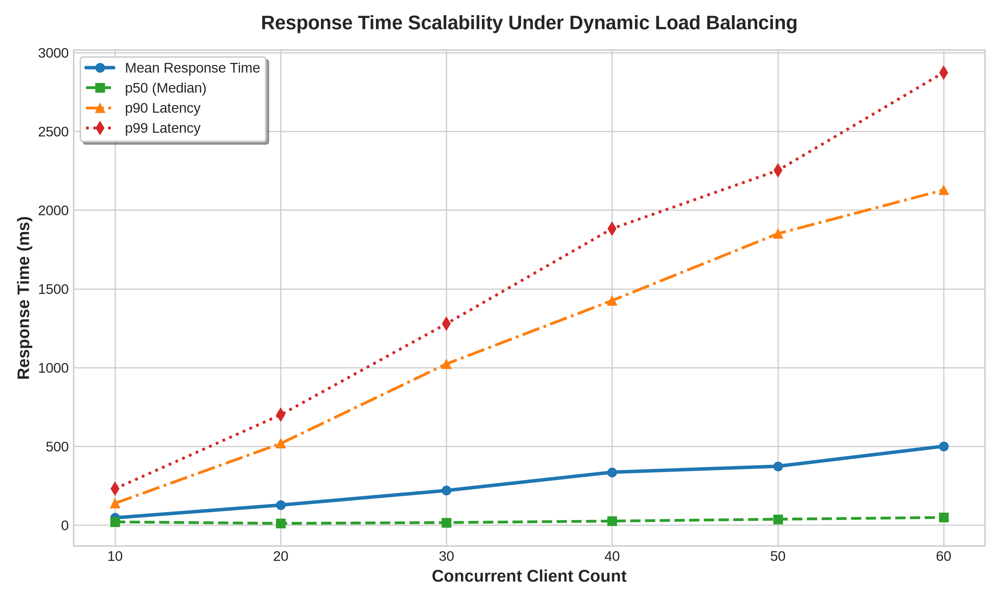 Response Time Scalability Under Dynamic Load Balancing
3000
2500
2000
1500
1000
500
0
Response Time (ms)
Mean Response Time
p50 (Median)
p90 Latency
p99 Latency
10 20 30 40 50 60
Concurrent Client Count